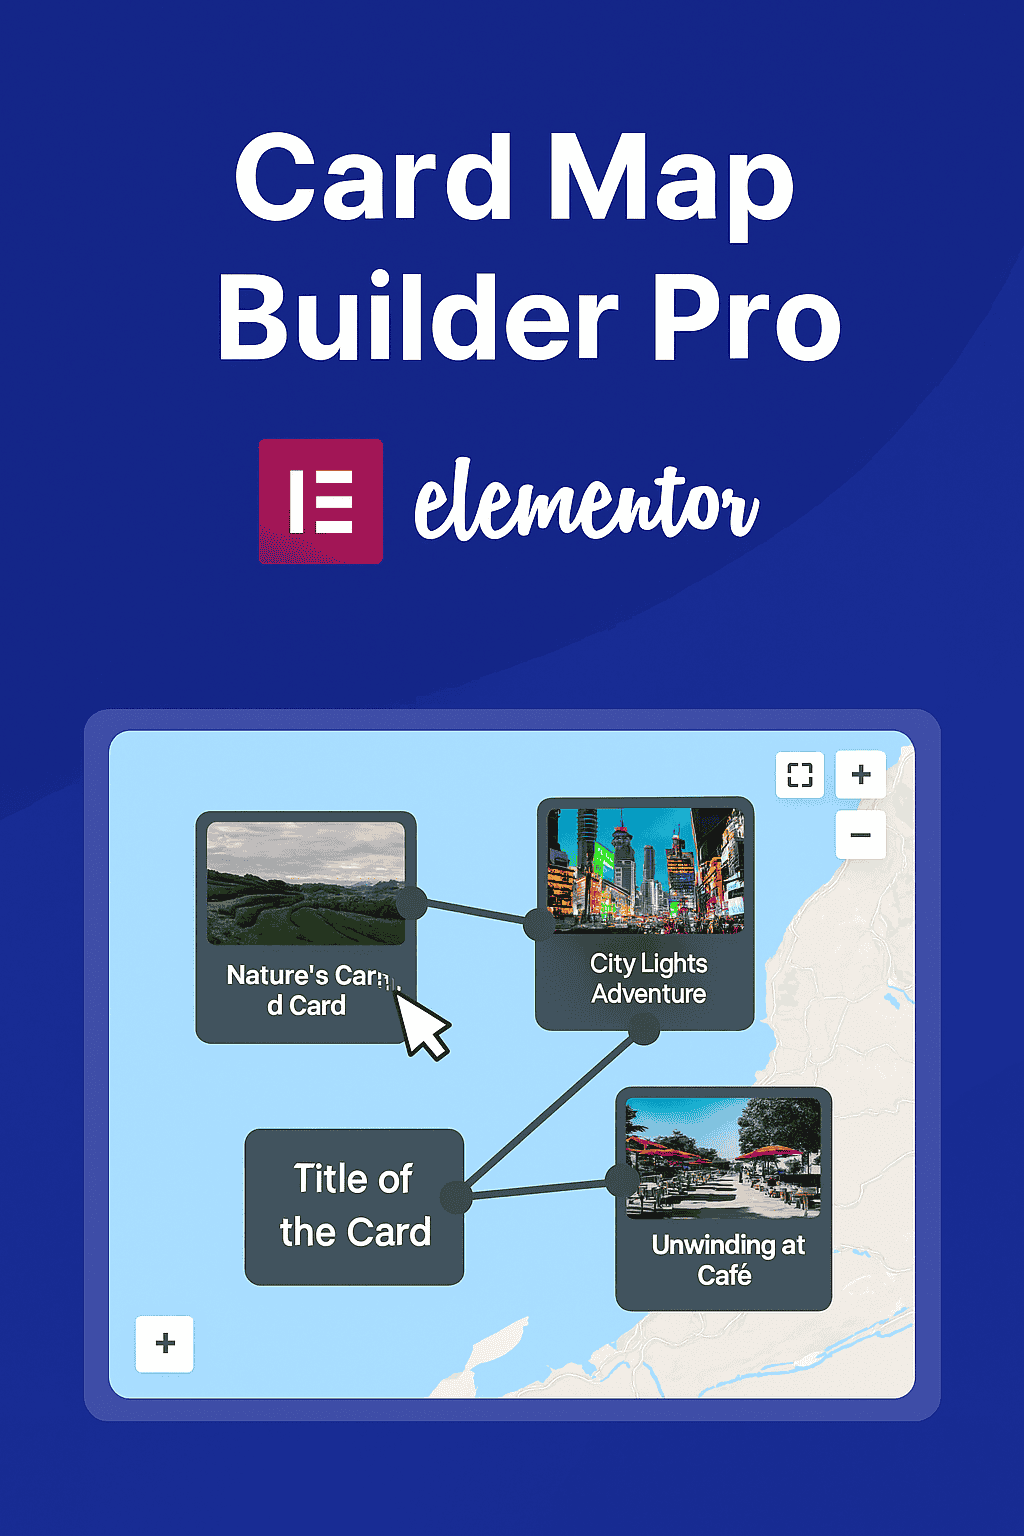 Card Map
Builder Pro
elementor
Nature's Car
d Card
City Lights
Adventure
Title of
the Card
Unwinding at
Café